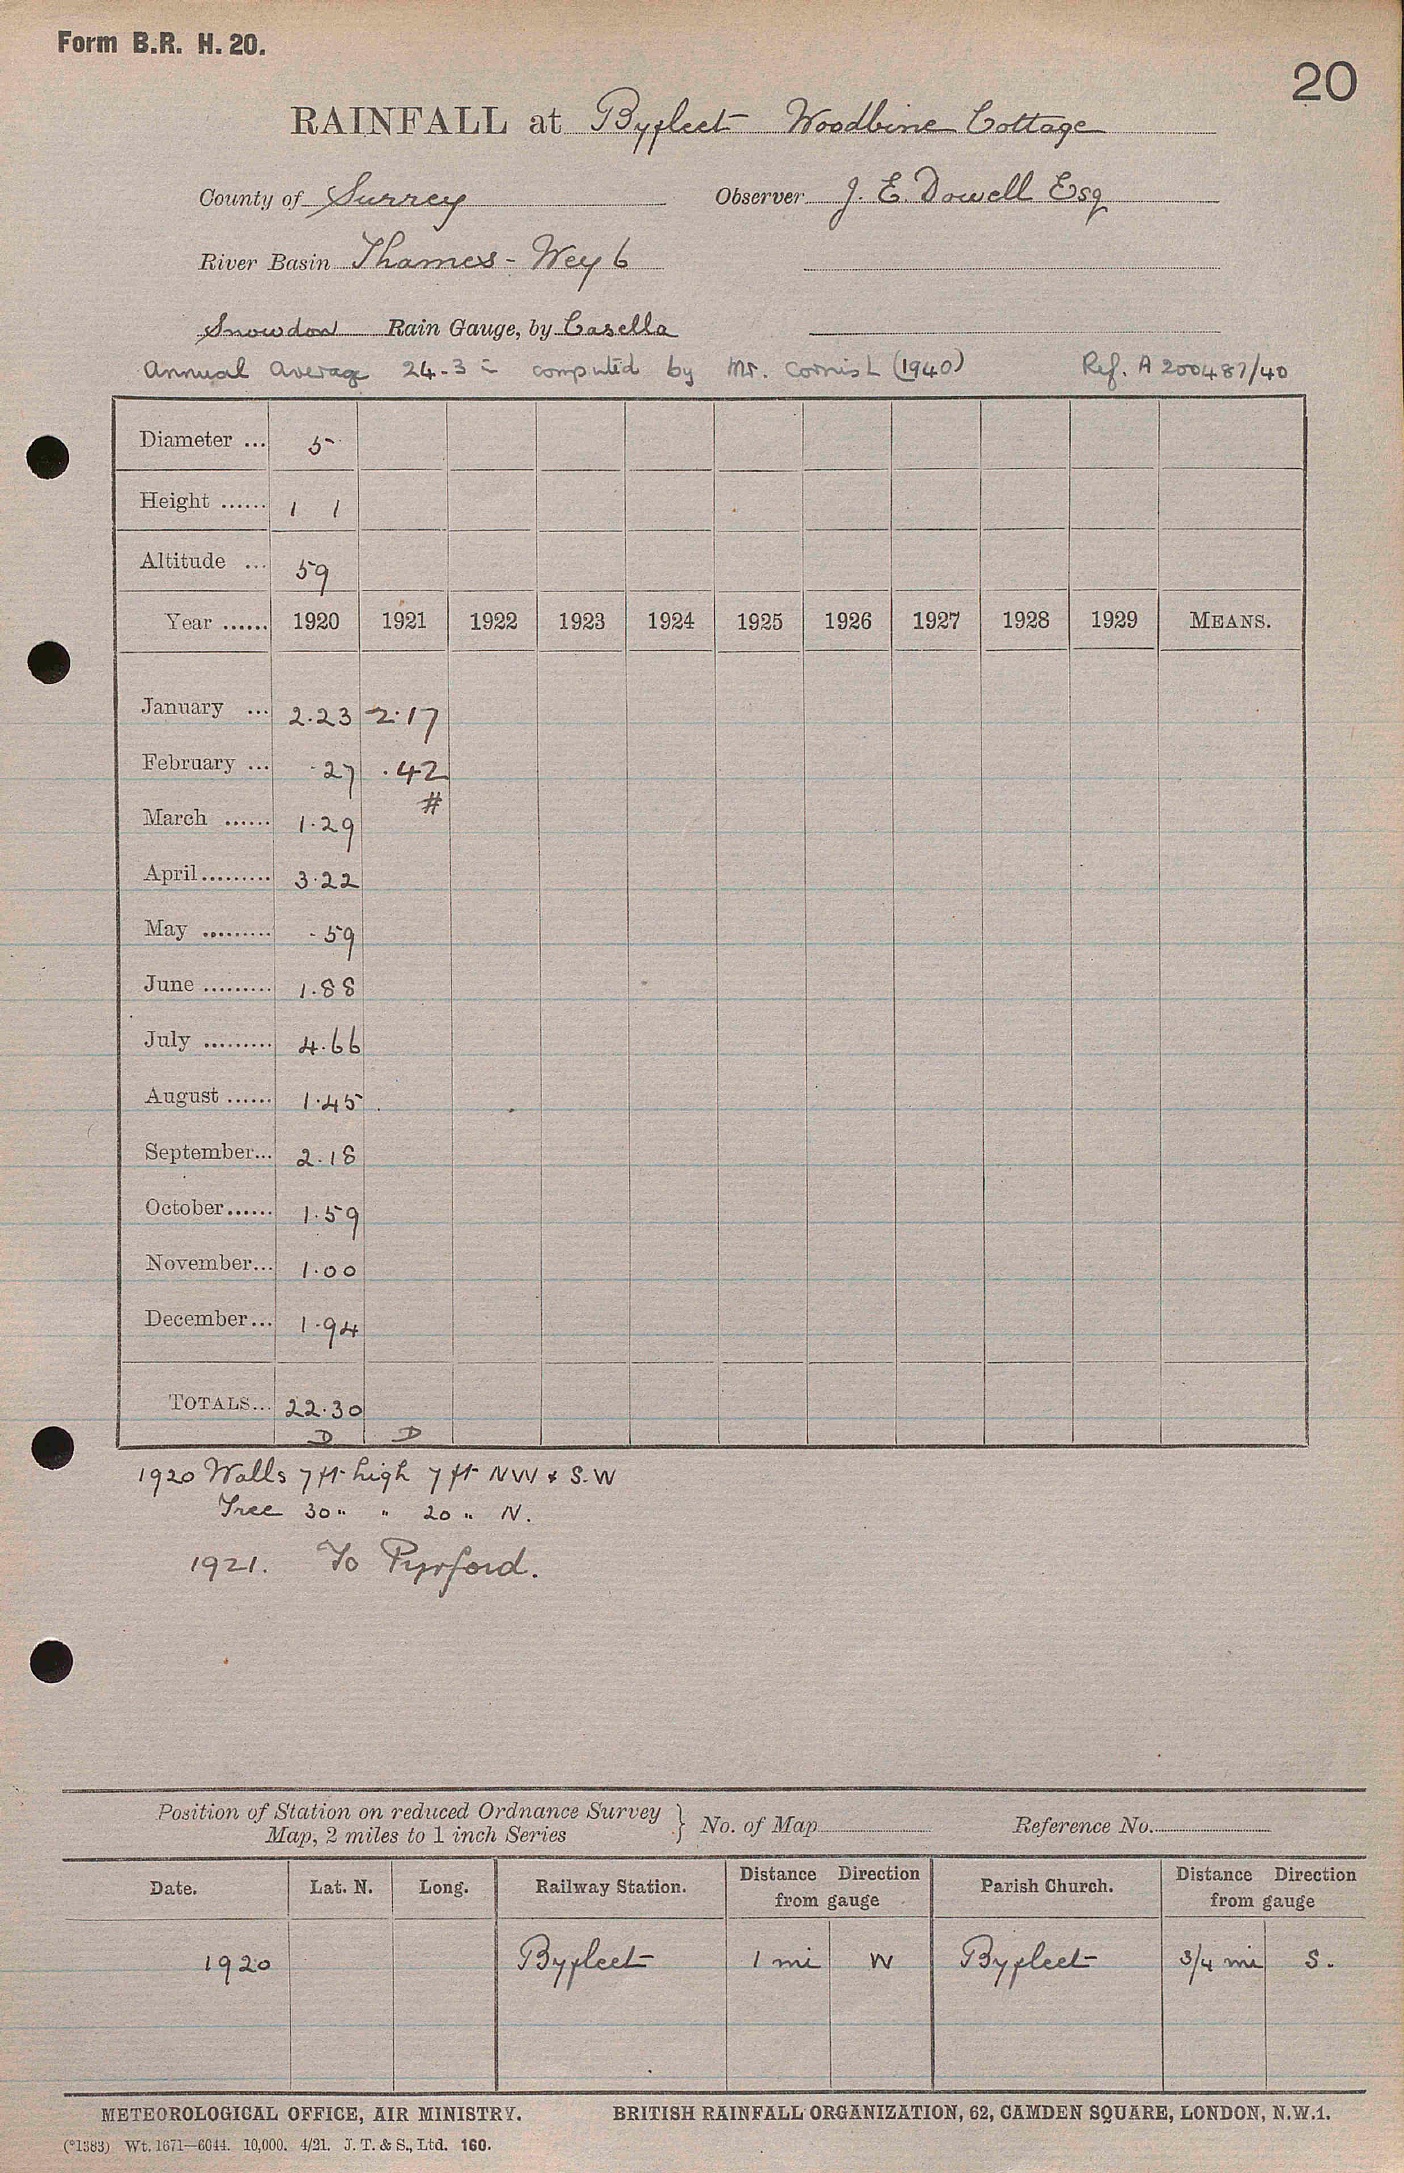 Form B.R. H. 20.
20
RAINFALL at Byfleet Woodbine Cottage
County of Surrey Observer J. E. Dowell Esq
River Basin Thames - Wey 6
Snowdon Rain Gauge, by Casella
Annual average 24.3 in computed by Mr. Cornish (1940) Ref. A 200487/40
Diameter ... 5
Height ...... 1 1
Altitude ... 59
Year ...... 1920 1921 1922 1923 1924 1925 1926 1927 1928 1929 MEANS.
January ... 2.23 2.17
February ... .27 .42
#
March ...... 1.29
April......... 3.22
May ......... .59
June ......... 1.88
July ......... 4.66
August ...... 1.45
September... 2.18
October...... 1.59
November... 1.00
December... 1.94
TOTALS... 22.30
D D
1920 Walls 7 ft high 7 ft NW & S.W
Tree 30 " " 20 " N.
1921. To Pyrford.
Position of Station on reduced Ordnance Survey
Map, 2 miles to 1 inch Series } No. of Map Reference No.
Date. Lat. N. Long. Railway Station. Distance Direction from gauge Parish Church. Distance Direction from gauge
1920 Byfleet 1 mi W Byfleet 3/4 mi S.
METEOROLOGICAL OFFICE, AIR MINISTRY. BRITISH RAINFALL ORGANIZATION, 62, CAMDEN SQUARE, LONDON, N.W.1.
(*1383) Wt. 1671—6044. 10,000. 4/21. J. T. & S., Ltd. 160.